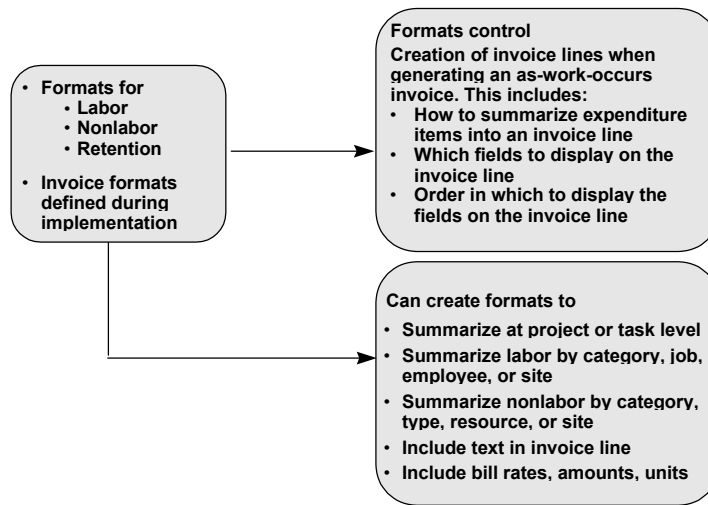 • Formats for
• Labor
• Nonlabor
• Retention
• Invoice formats
defined during
implementation
Formats control
Creation of invoice lines when
generating an as-work-occurs
invoice. This includes:
• How to summarize expenditure
items into an invoice line
• Which fields to display on the
invoice line
• Order in which to display the
fields on the invoice line
Can create formats to
• Summarize at project or task level
• Summarize labor by category, job,
employee, or site
• Summarize nonlabor by category,
type, resource, or site
• Include text in invoice line
• Include bill rates, amounts, units